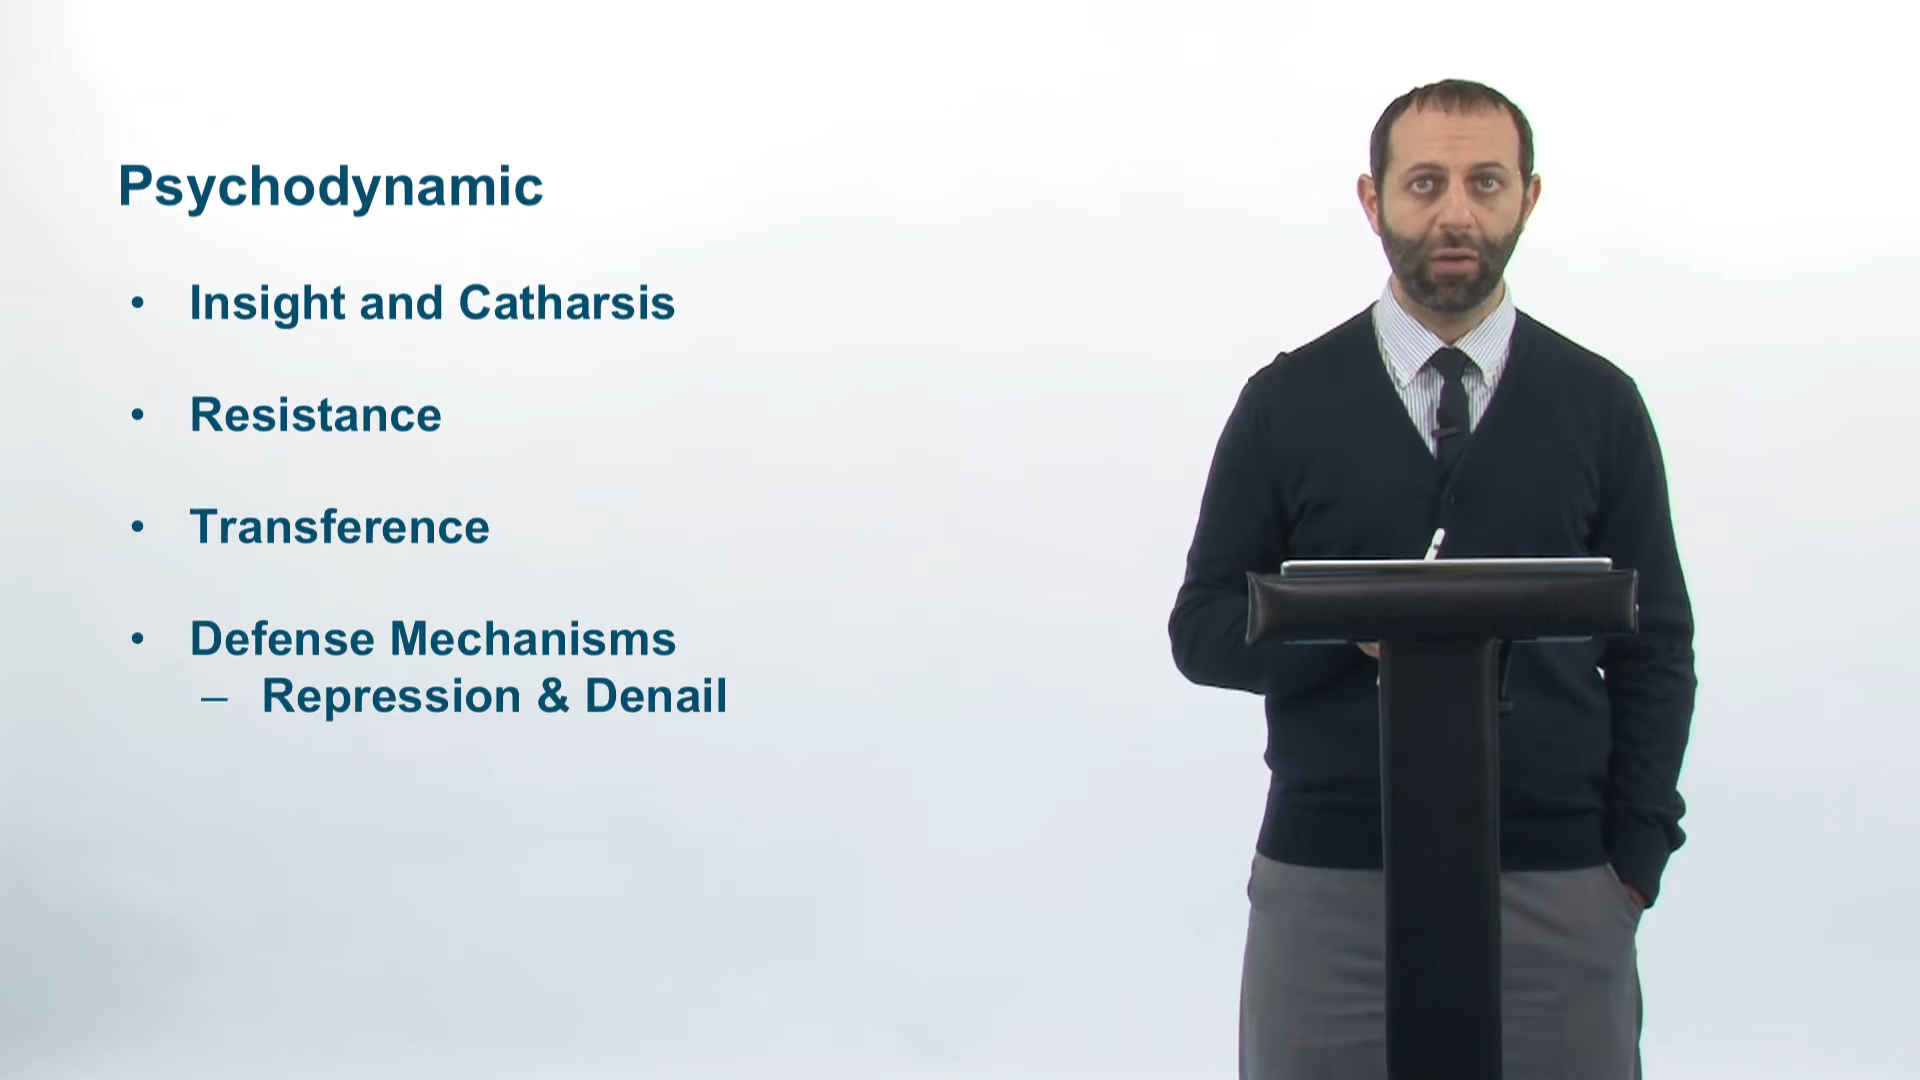 Psychodynamic
• Insight and Catharsis
• Resistance
• Transference
• Defense Mechanisms
– Repression & Denail